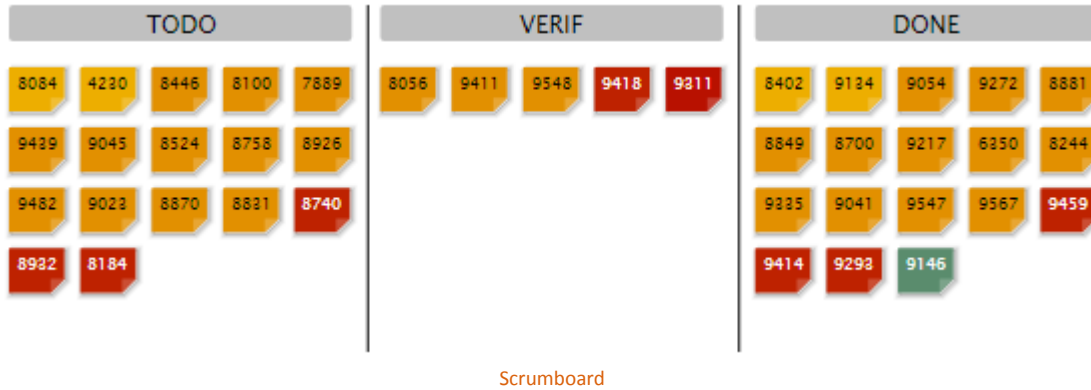 TODO VERIF DONE
8084 4230 8446 8100 7889 8056 9411 9548 9418 9311 8402 9134 9054 9272 8881
9439 9045 8524 8758 8926 8849 8700 9217 6350 8244
9482 9023 8870 8831 8740 9335 9041 9547 9567 9459
8932 8184 9414 9293 9146
Scrumboard